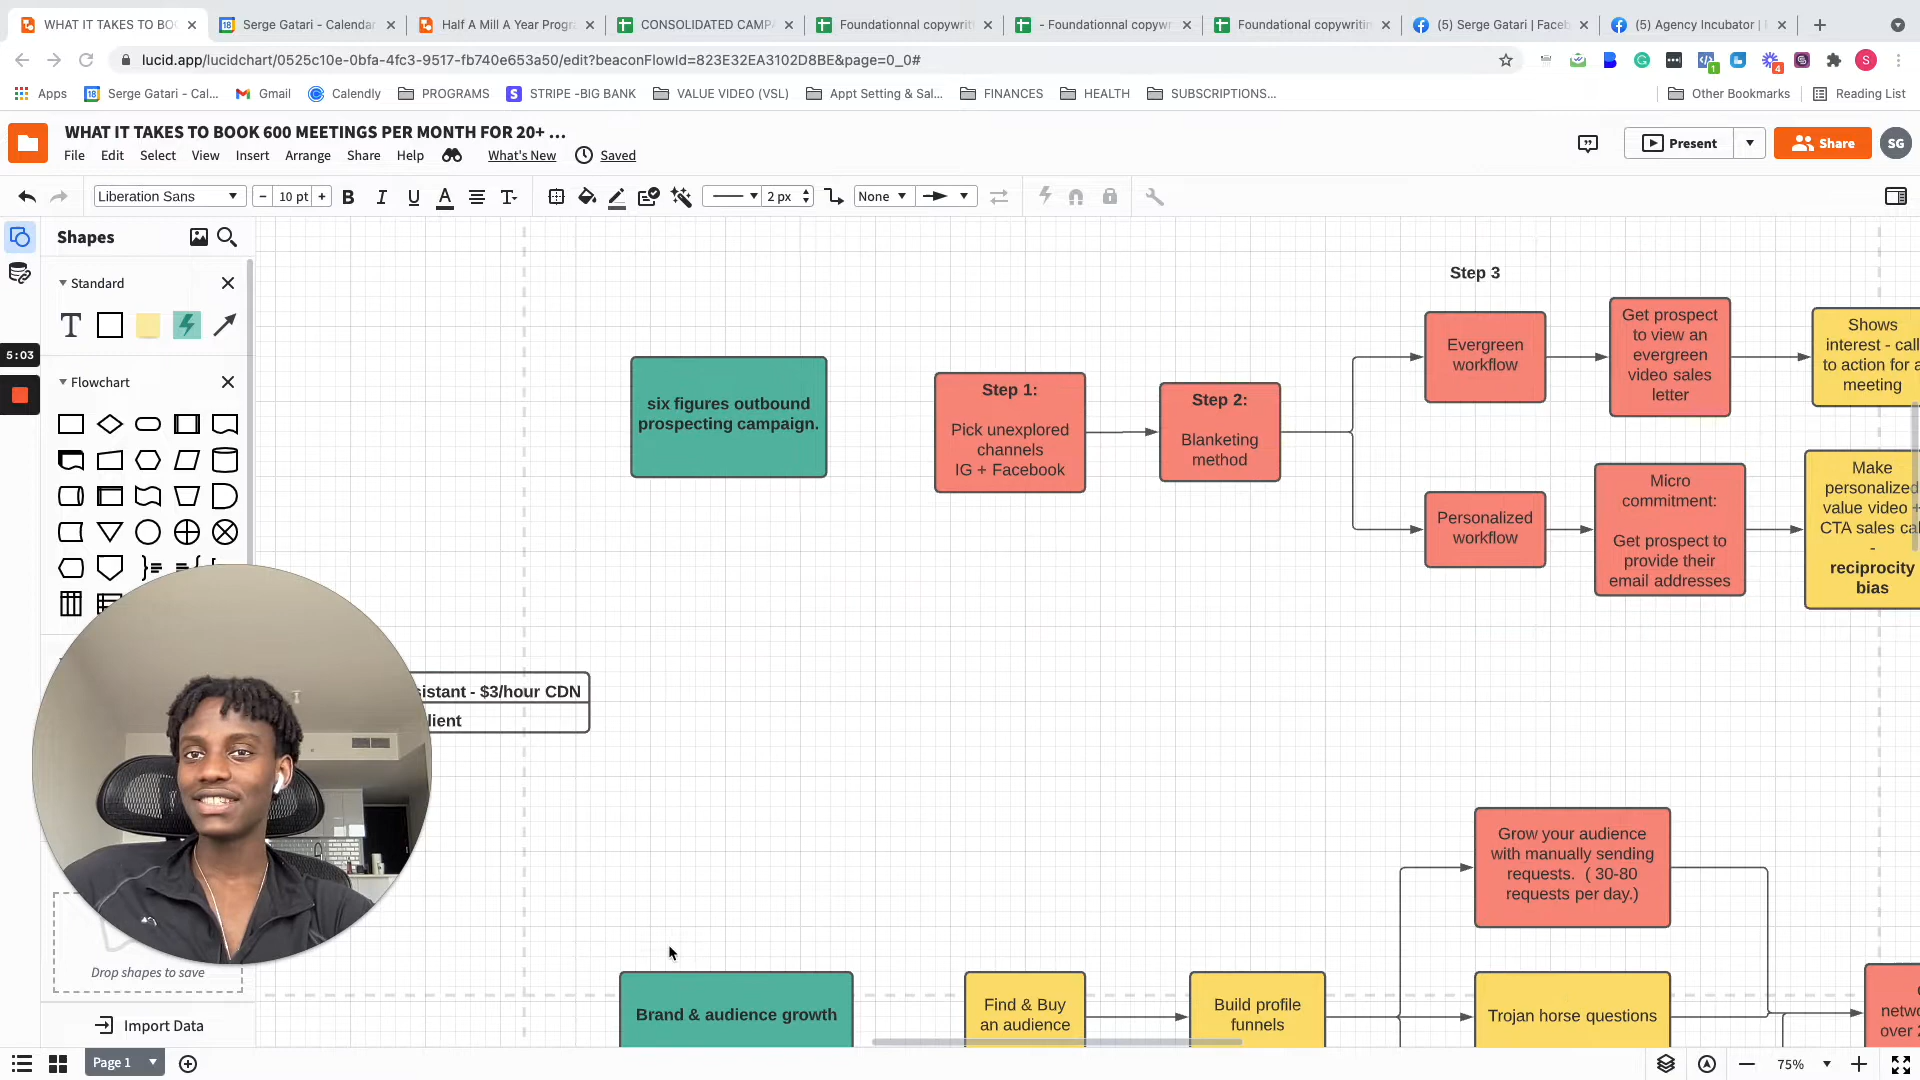 WHAT IT TAKES TO BOO
Serge Gatari - Calendar
Half A Mill A Year Progra
CONSOLIDATED CAMPA
Foundationnal copywriti
- Foundationnal copywr
Foundational copywritin
(5) Serge Gatari | Faceb
(5) Agency Incubator |
lucid.app/lucidchart/0525c10e-0bfa-4fc3-9517-fb740e653a50/edit?beaconFlowId=823E32EA3102D8BE&page=0_0#
Apps
Serge Gatari - Cal...
Gmail
Calendly
PROGRAMS
STRIPE -BIG BANK
VALUE VIDEO (VSL)
Appt Setting & Sal...
FINANCES
HEALTH
SUBSCRIPTIONS...
Other Bookmarks
Reading List
WHAT IT TAKES TO BOOK 600 MEETINGS PER MONTH FOR 20+ ...
File Edit Select View Insert Arrange Share Help What's New Saved
Present
Share
SG
Liberation Sans
10 pt
2 px
None
Shapes
Standard
5:03
Flowchart
Drop shapes to save
Import Data
Page 1
75%
Step 3
six figures outbound
prospecting campaign.
Step 1:
Pick unexplored
channels
IG + Facebook
Step 2:
Blanketing
method
Evergreen
workflow
Get prospect
to view an
evergreen
video sales
letter
Shows
interest - call
to action for a
meeting
Personalized
workflow
Micro
commitment:
Get prospect to
provide their
email addresses
Make
personalized
value video +
CTA sales cal
-
reciprocity
bias
istant - $3/hour CDN
lient
Grow your audience
with manually sending
requests. ( 30-80
requests per day.)
Brand & audience growth
Find & Buy
an audience
Build profile
funnels
Trojan horse questions
netwo
over 2